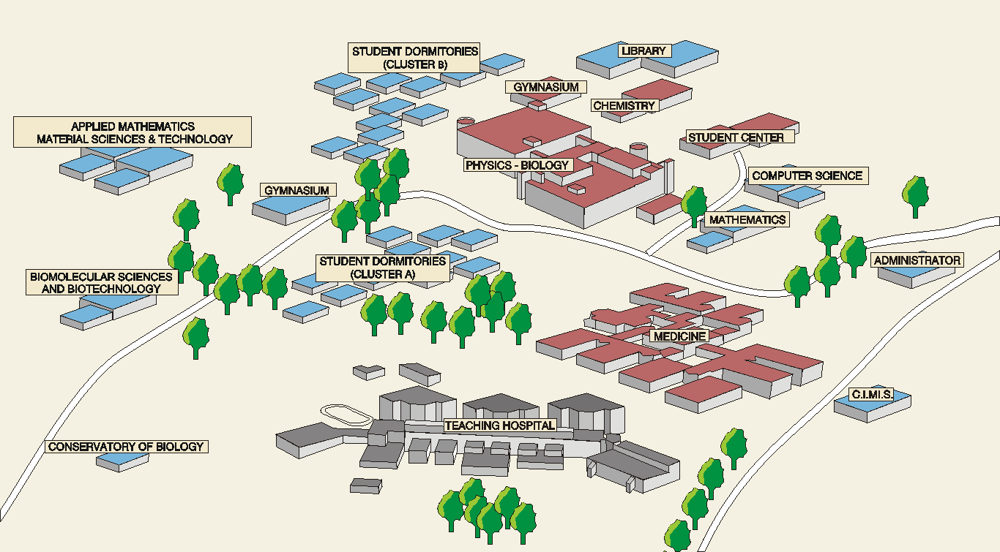 STUDENT DORMITORIES
(CLUSTER B)
LIBRARY
GYMNASIUM
CHEMISTRY
APPLIED MATHEMATICS
MATERIAL SCIENCES & TECHNOLOGY
STUDENT CENTER
PHYSICS - BIOLOGY
COMPUTER SCIENCE
GYMNASIUM
MATHEMATICS
STUDENT DORMITORIES
(CLUSTER A)
ADMINISTRATOR
BIOMOLECULAR SCIENCES
AND BIOTECHNOLOGY
MEDICINE
C.I.M.I.S.
TEACHING HOSPITAL
CONSERVATORY OF BIOLOGY